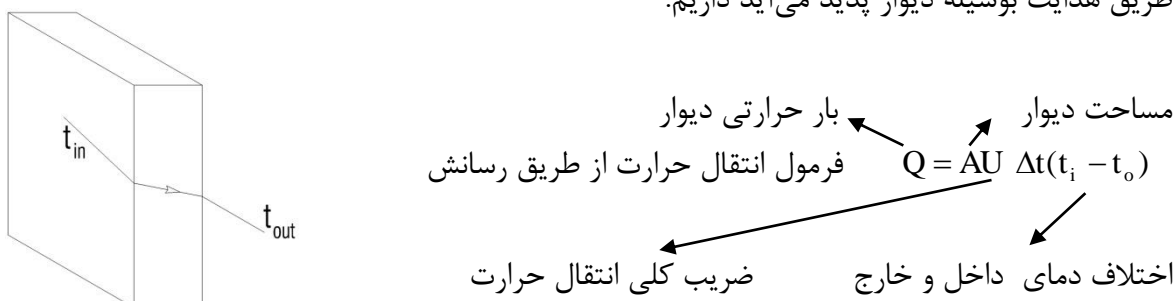 طریق هدایت بوسیله دیوار پدید می‌آید داریم:
مساحت دیوار بار حرارتی دیوار
t_in
Q = AU Δt(t_i − t_o) فرمول انتقال حرارت از طریق رسانش
t_out
اختلاف دمای داخل و خارج ضریب کلی انتقال حرارت